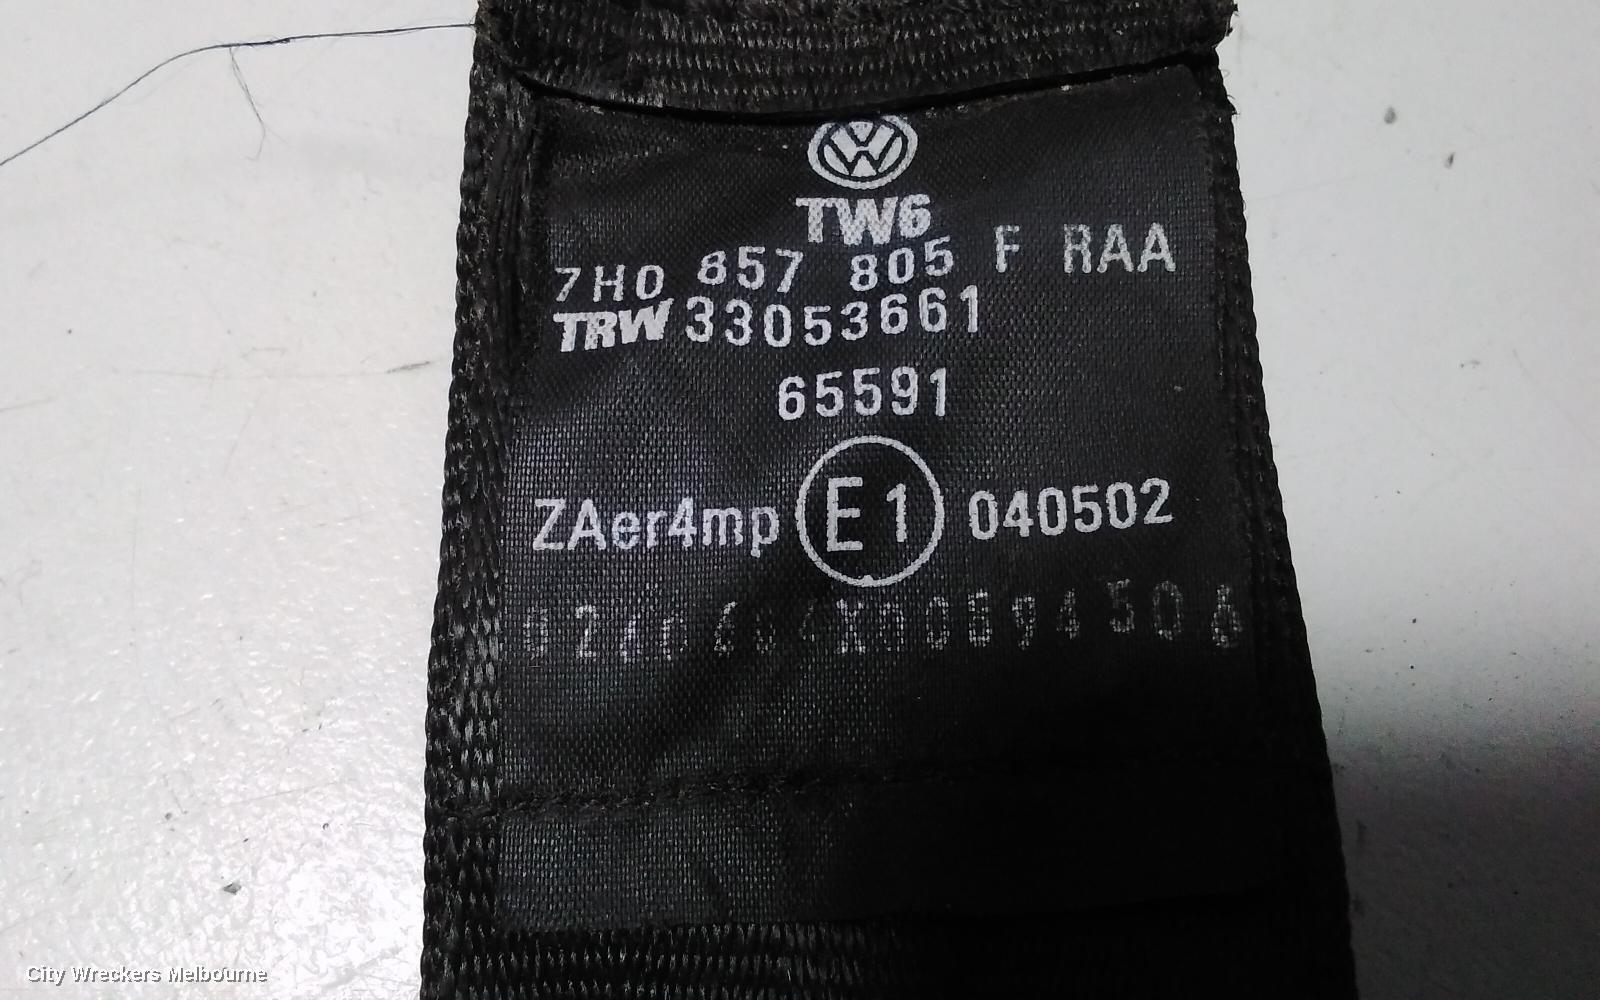 TW6
7H0 857 805 F RAA
TRW 33053661
65591
ZAer4mp E1 040502
City Wreckers Melbourne